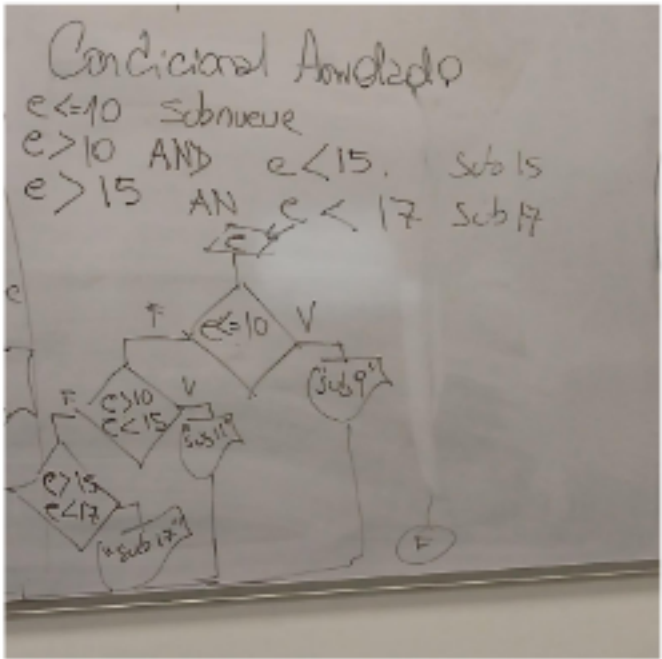 Condicional Anidado
e<=10 Subnueve
e>10 AND e<15. Sub15
e>15 AN e<17 Sub17
e
F e<=10 V
"Sub9"
F e>10 V
e<15
e>15
e<17
"Sub17"
F
e